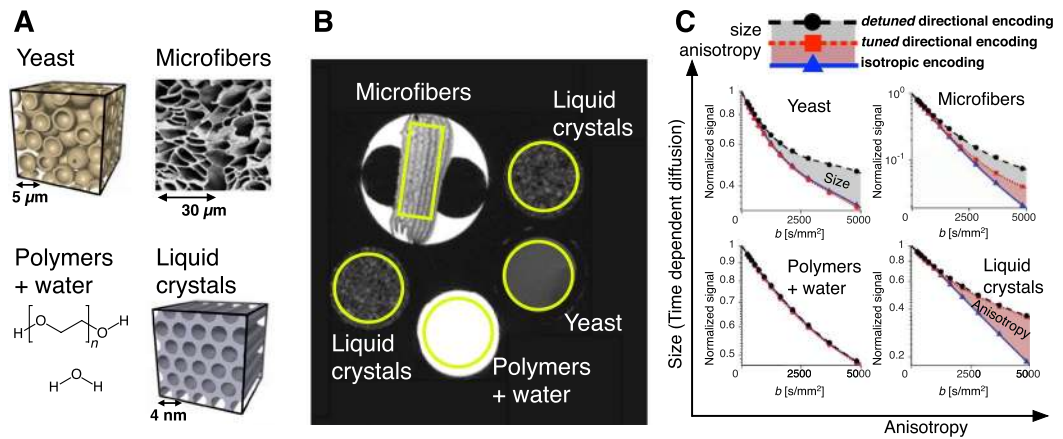 A
Yeast
Microfibers
5 µm
30 µm
Polymers
+ water
Liquid
crystals
H
O
O
H
n
O
H
H
4 nm
B
Microfibers
Liquid
crystals
Liquid
crystals
Yeast
Polymers
+ water
C
size
anisotropy
detuned directional encoding
tuned directional encoding
isotropic encoding
Size (Time dependent diffusion)
Normalized signal
1
0.8
0.6
0.4
Yeast
Size
0
2500
5000
b [s/mm²]
Normalized signal
10⁰
10⁻¹
Microfibers
0
2500
5000
b [s/mm²]
Normalized signal
1
0.9
0.8
0.7
0.6
0.5
Polymers
+ water
0
2500
5000
b [s/mm²]
Normalized signal
1
0.8
0.6
0.4
0.2
Liquid
crystals
Anisotropy
0
2500
5000
b [s/mm²]
Anisotropy